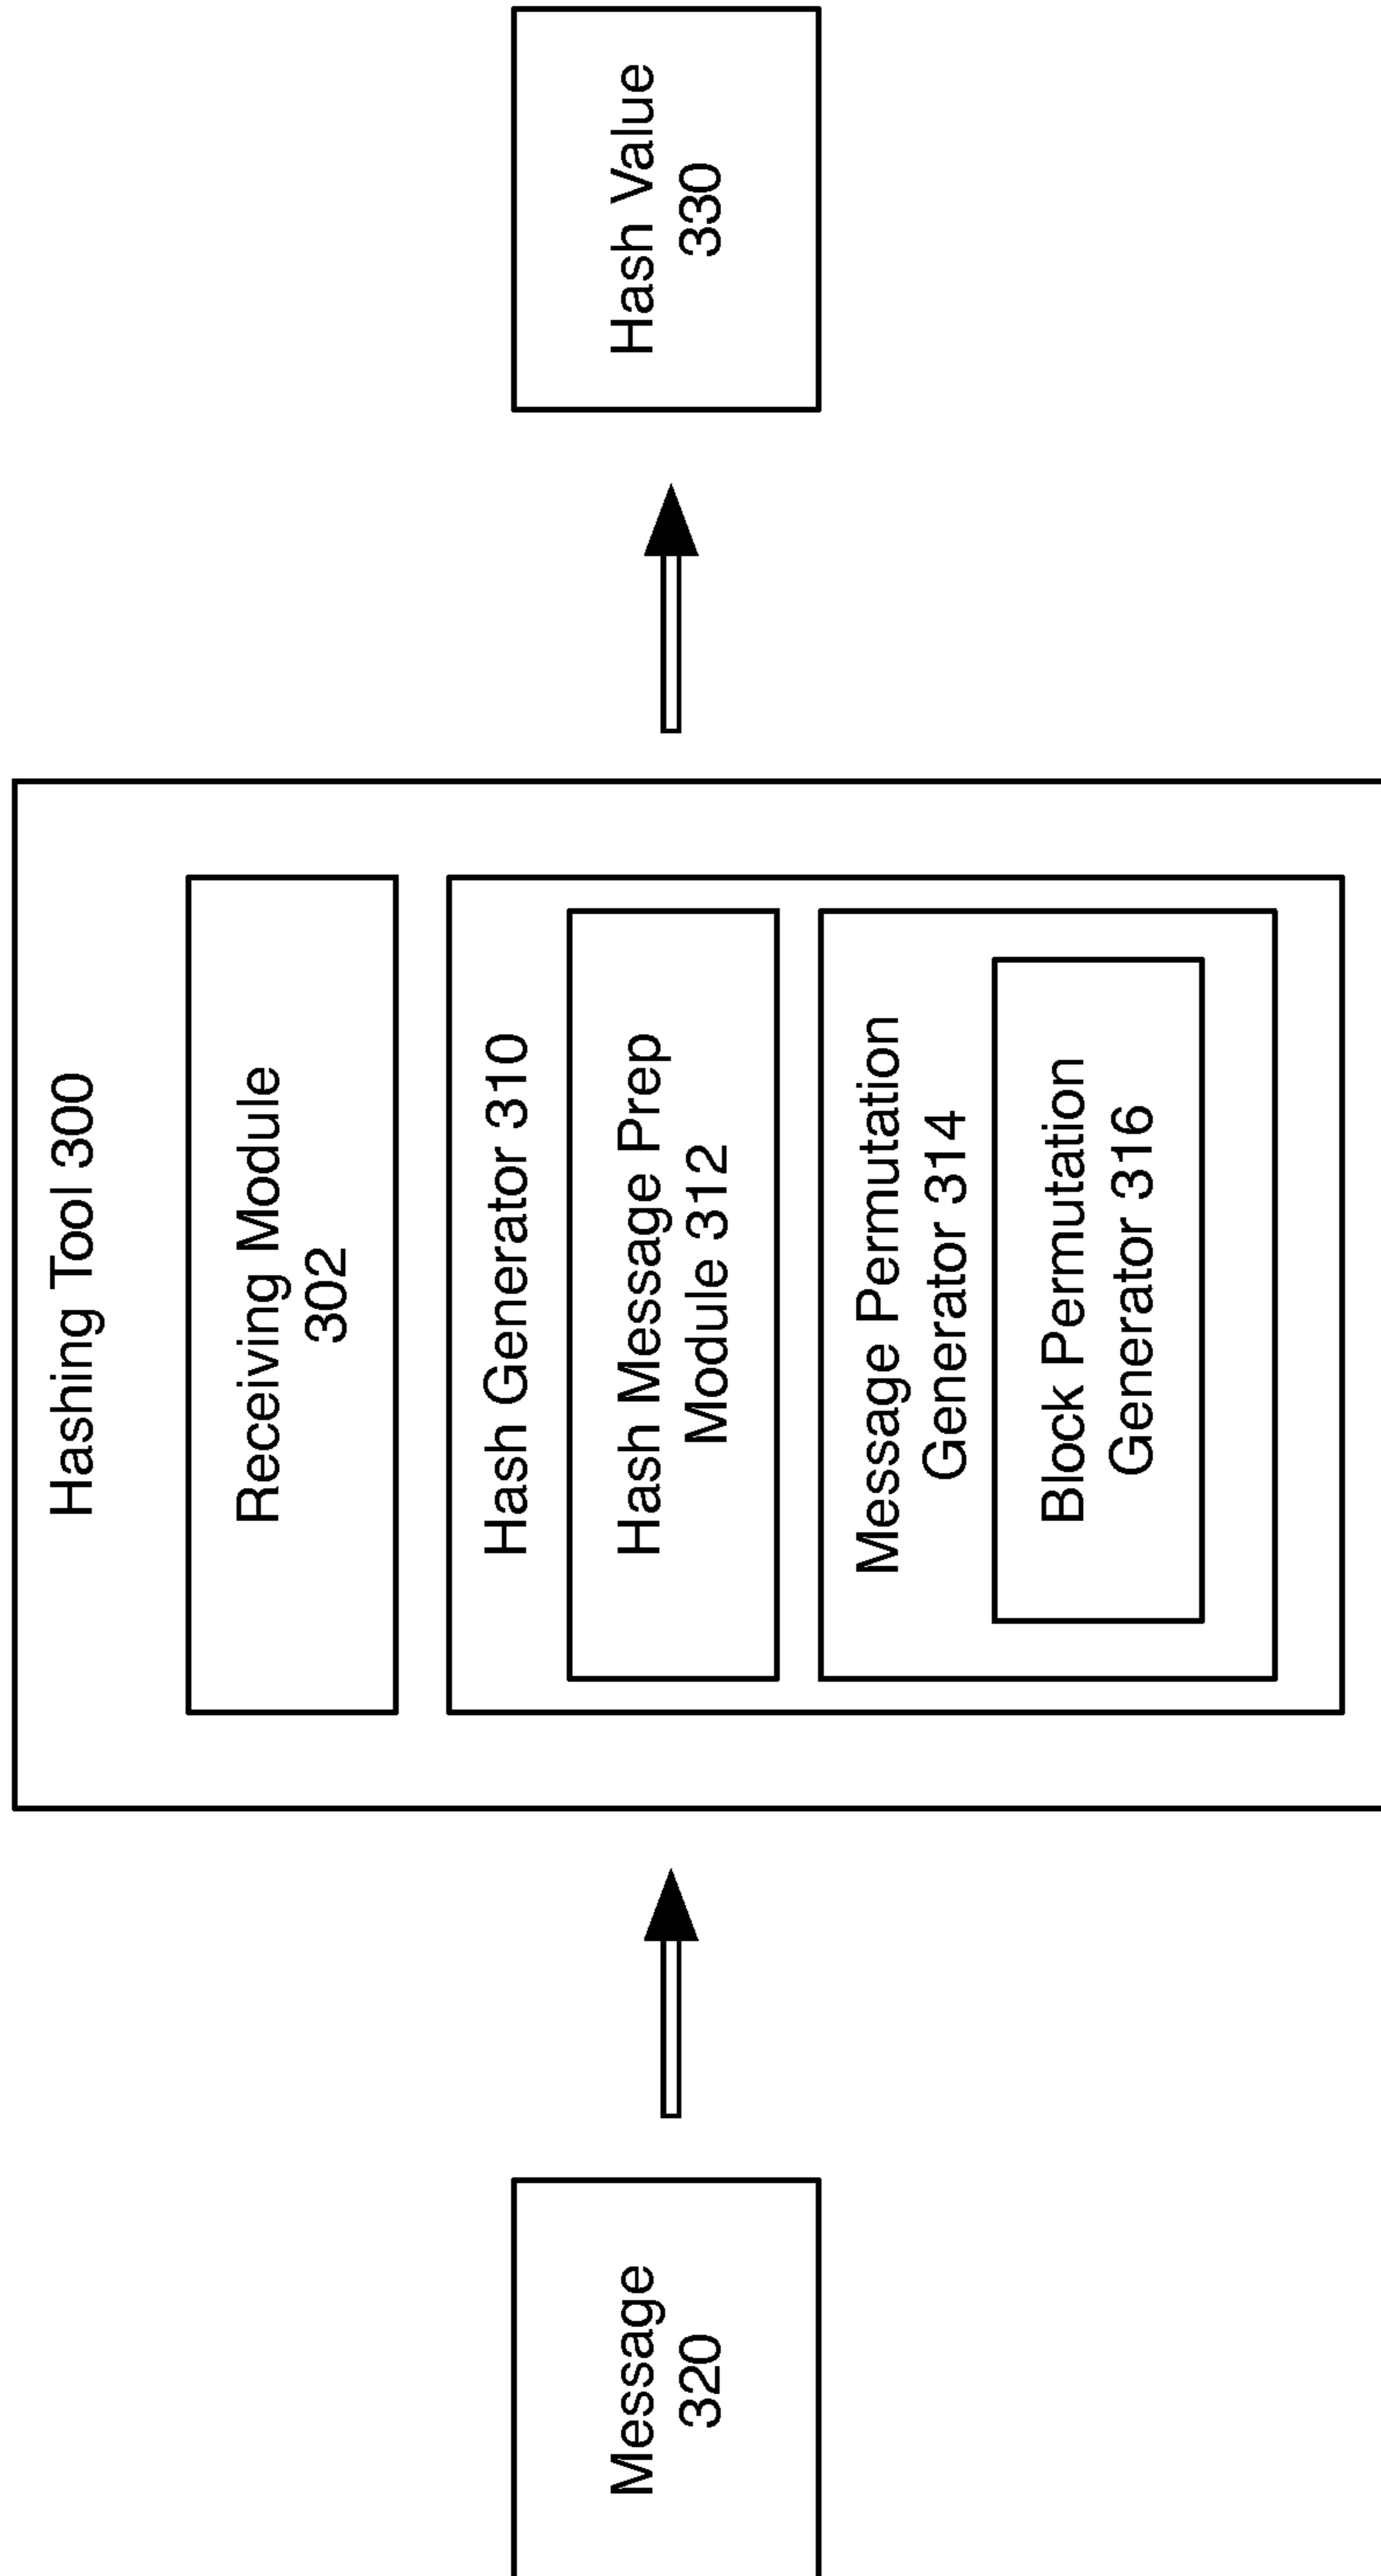 Message
320
Hashing Tool 300
Receiving Module
302
Hash Generator 310
Hash Message Prep
Module 312
Message Permutation
Generator 314
Block Permutation
Generator 316
Hash Value
330